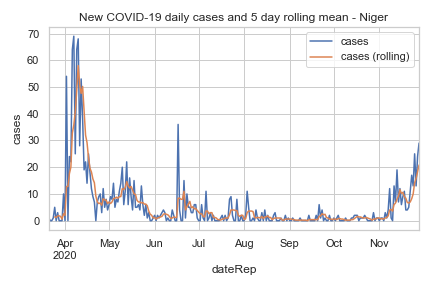 New COVID-19 daily cases and 5 day rolling mean - Niger
cases
cases (rolling)
70
60
50
40
30
20
10
0
cases
Apr
2020
May
Jun
Jul
Aug
Sep
Oct
Nov
dateRep